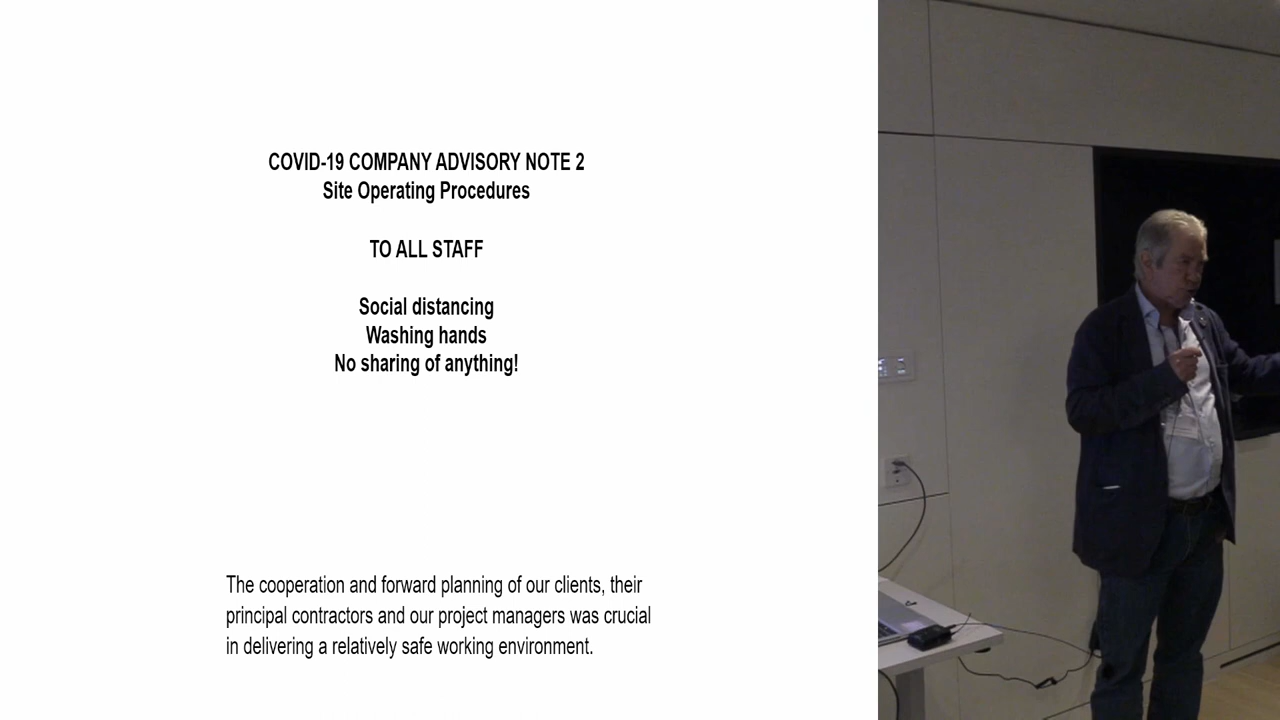 COVID-19 COMPANY ADVISORY NOTE 2
Site Operating Procedures
TO ALL STAFF
Social distancing
Washing hands
No sharing of anything!
The cooperation and forward planning of our clients, their
principal contractors and our project managers was crucial
in delivering a relatively safe working environment.